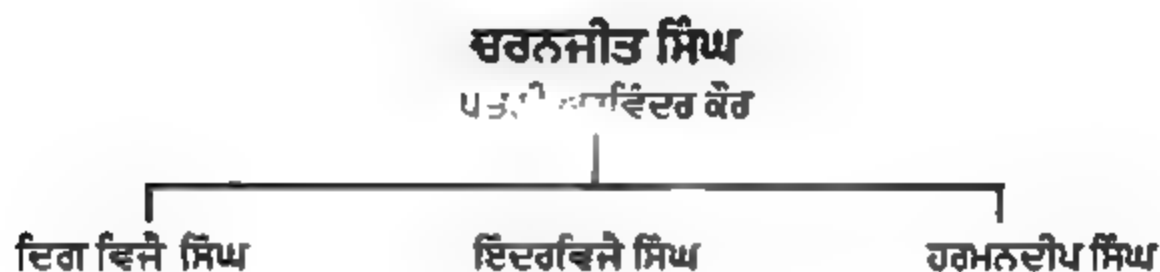 ਚਰਨਜੀਤ ਸਿੰਘ
ਕੌਰ
ਦਿਗ ਵਿਜੈ ਸਿੰਘ ਇੰਦਰਵਿਜੈ ਸਿੰਘ ਹਰਮਨਦੀਪ ਸਿੰਘ